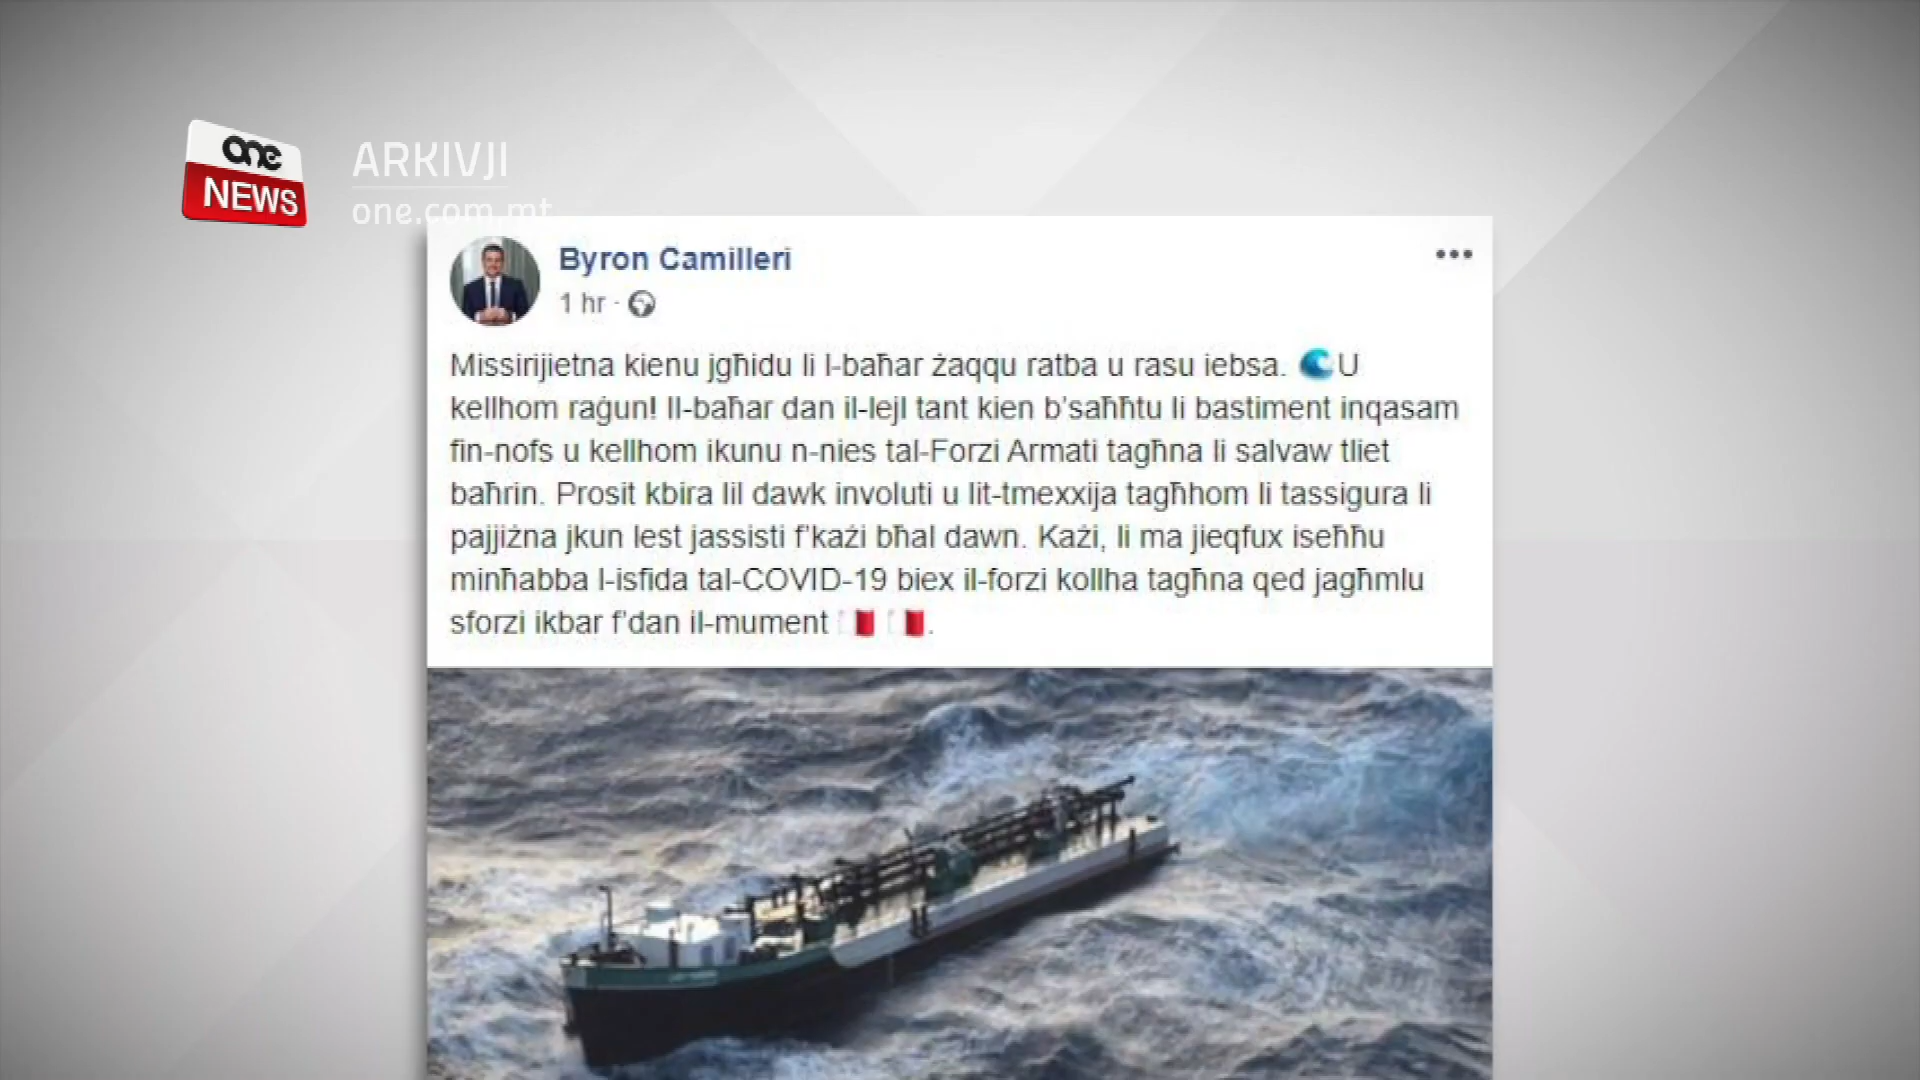 one
NEWS
ARKIVJI
one.com.mt
Byron Camilleri
1 hr ·
Missirijietna kienu jgħidu li l-baħar żaqqu ratba u rasu iebsa. 🌊U
kellhom raġun! Il-baħar dan il-lejl tant kien b'saħħtu li bastiment inqasam
fin-nofs u kellhom ikunu n-nies tal-Forzi Armati tagħna li salvaw tliet
baħrin. Prosit kbira lil dawk involuti u lit-tmexxija tagħhom li tassigura li
pajjiżna jkun lest jassisti f'każi bħal dawn. Każi, li ma jieqfux iseħħu
minħabba l-isfida tal-COVID-19 biex il-forzi kollha tagħna qed jagħmlu
sforzi ikbar f'dan il-mument 🇲🇹 🇲🇹.